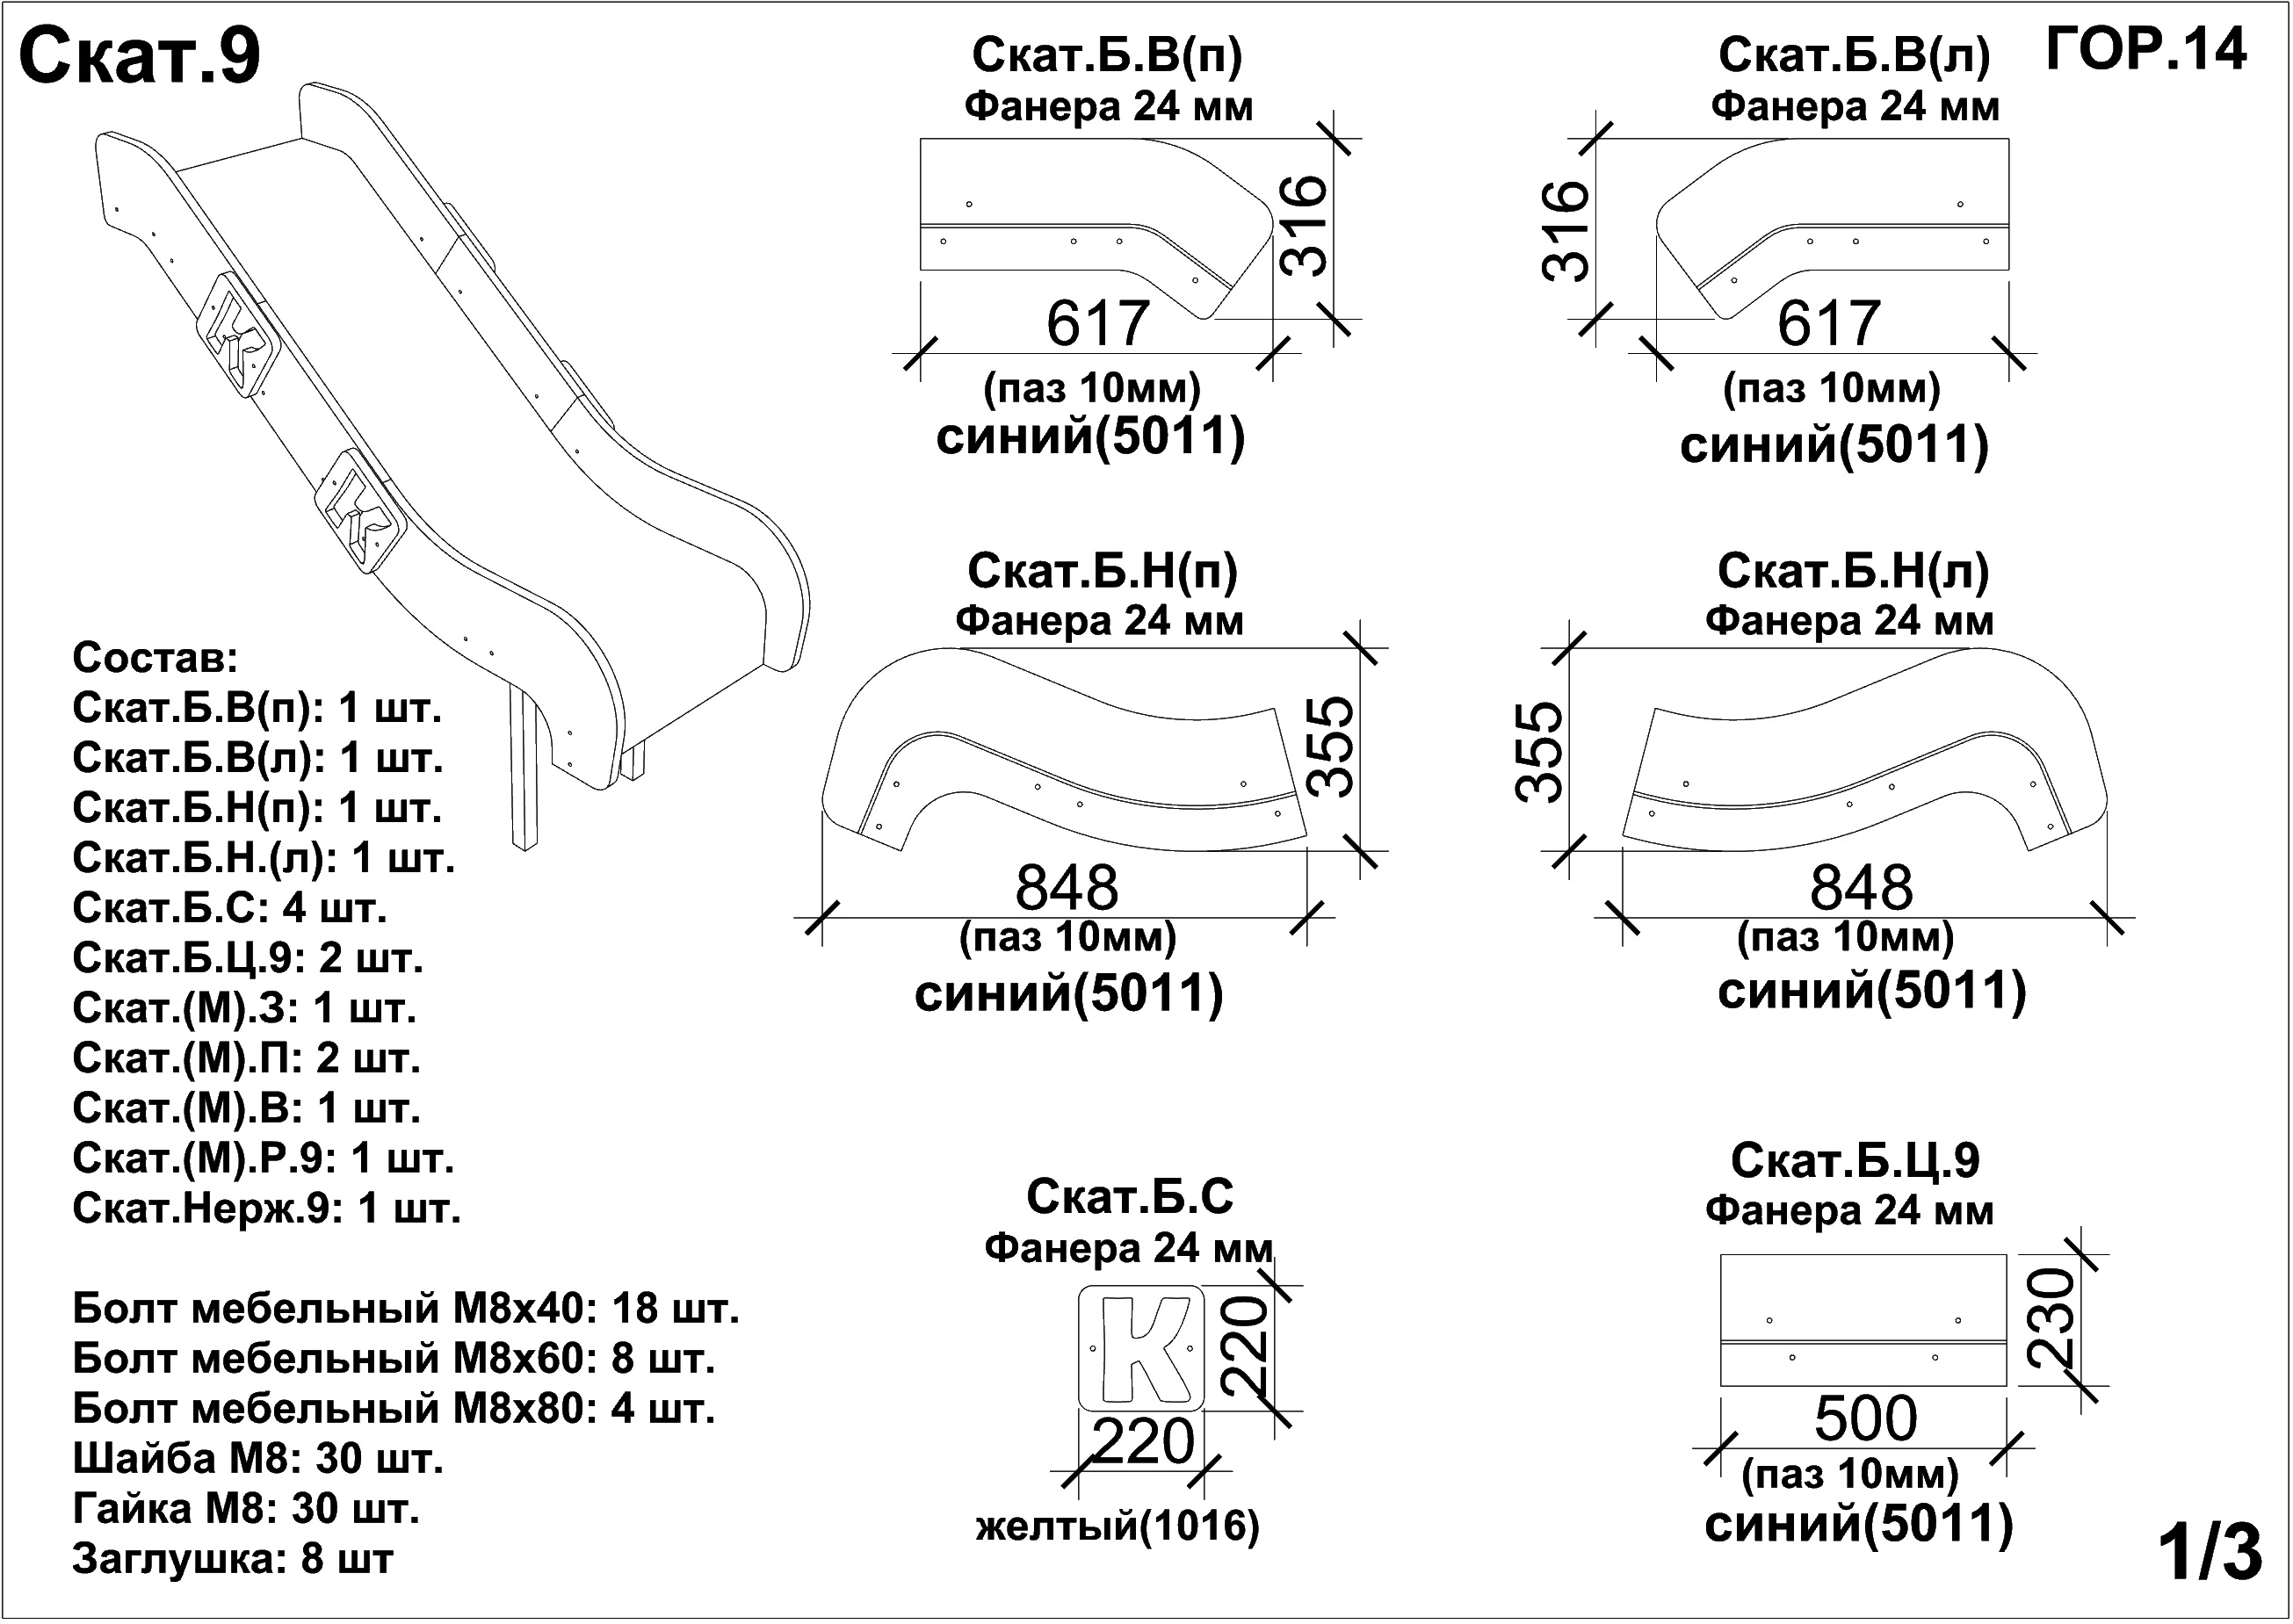 Скат.9
ГОР.14
Скат.Б.В(п)
Фанера 24 мм
316
617
(паз 10мм)
синий(5011)
Скат.Б.В(л)
Фанера 24 мм
316
617
(паз 10мм)
синий(5011)
Скат.Б.Н(п)
Фанера 24 мм
355
848
(паз 10мм)
синий(5011)
Скат.Б.Н(л)
Фанера 24 мм
355
848
(паз 10мм)
синий(5011)
Состав:
Скат.Б.В(п): 1 шт.
Скат.Б.В(л): 1 шт.
Скат.Б.Н(п): 1 шт.
Скат.Б.Н.(л): 1 шт.
Скат.Б.С: 4 шт.
Скат.Б.Ц.9: 2 шт.
Скат.(М).З: 1 шт.
Скат.(М).П: 2 шт.
Скат.(М).В: 1 шт.
Скат.(М).Р.9: 1 шт.
Скат.Нерж.9: 1 шт.
Болт мебельный М8х40: 18 шт.
Болт мебельный М8х60: 8 шт.
Болт мебельный М8х80: 4 шт.
Шайба М8: 30 шт.
Гайка М8: 30 шт.
Заглушка: 8 шт
Скат.Б.С
Фанера 24 мм
К
220
220
желтый(1016)
Скат.Б.Ц.9
Фанера 24 мм
230
500
(паз 10мм)
синий(5011)
К
К
1/3